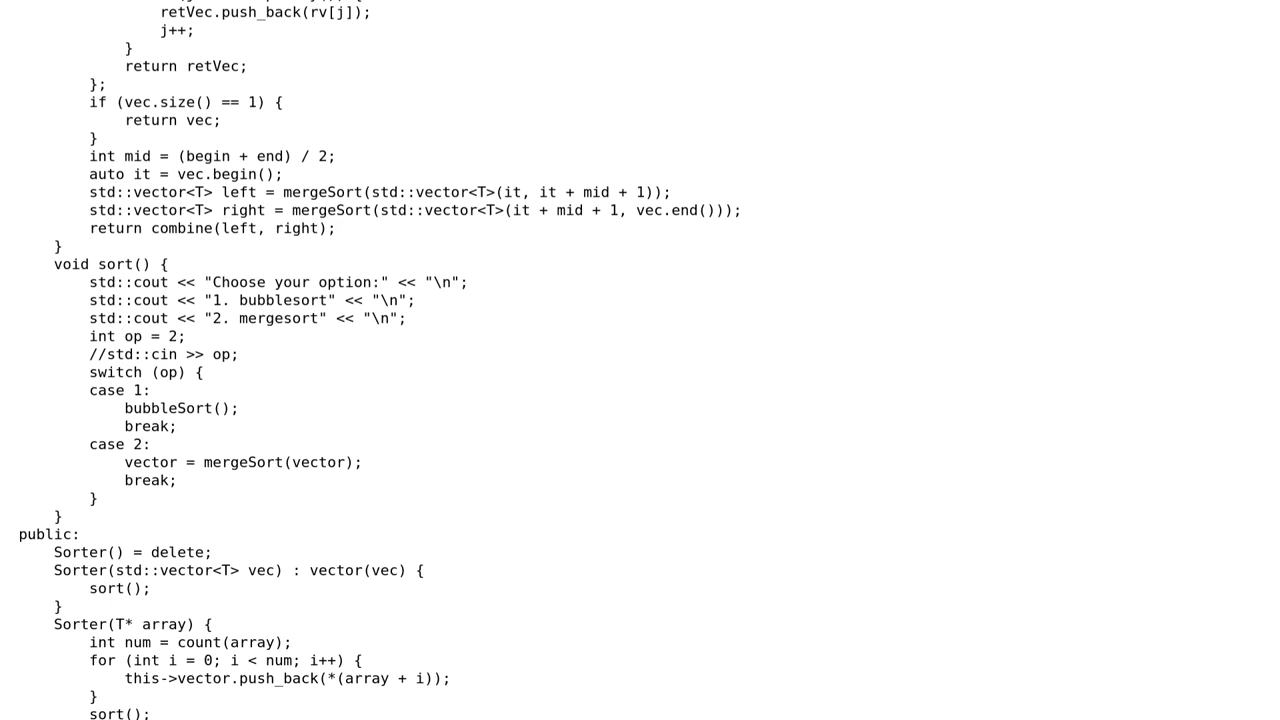 retVec.push_back(rv[j]);
j++;
}
return retVec;
};
if (vec.size() == 1) {
return vec;
}
int mid = (begin + end) / 2;
auto it = vec.begin();
std::vector<T> left = mergeSort(std::vector<T>(it, it + mid + 1));
std::vector<T> right = mergeSort(std::vector<T>(it + mid + 1, vec.end()));
return combine(left, right);
}
void sort() {
std::cout << "Choose your option:" << "\n";
std::cout << "1. bubblesort" << "\n";
std::cout << "2. mergesort" << "\n";
int op = 2;
//std::cin >> op;
switch (op) {
case 1:
bubbleSort();
break;
case 2:
vector = mergeSort(vector);
break;
}
}
public:
Sorter() = delete;
Sorter(std::vector<T> vec) : vector(vec) {
sort();
}
Sorter(T* array) {
int num = count(array);
for (int i = 0; i < num; i++) {
this->vector.push_back(*(array + i));
}
sort();